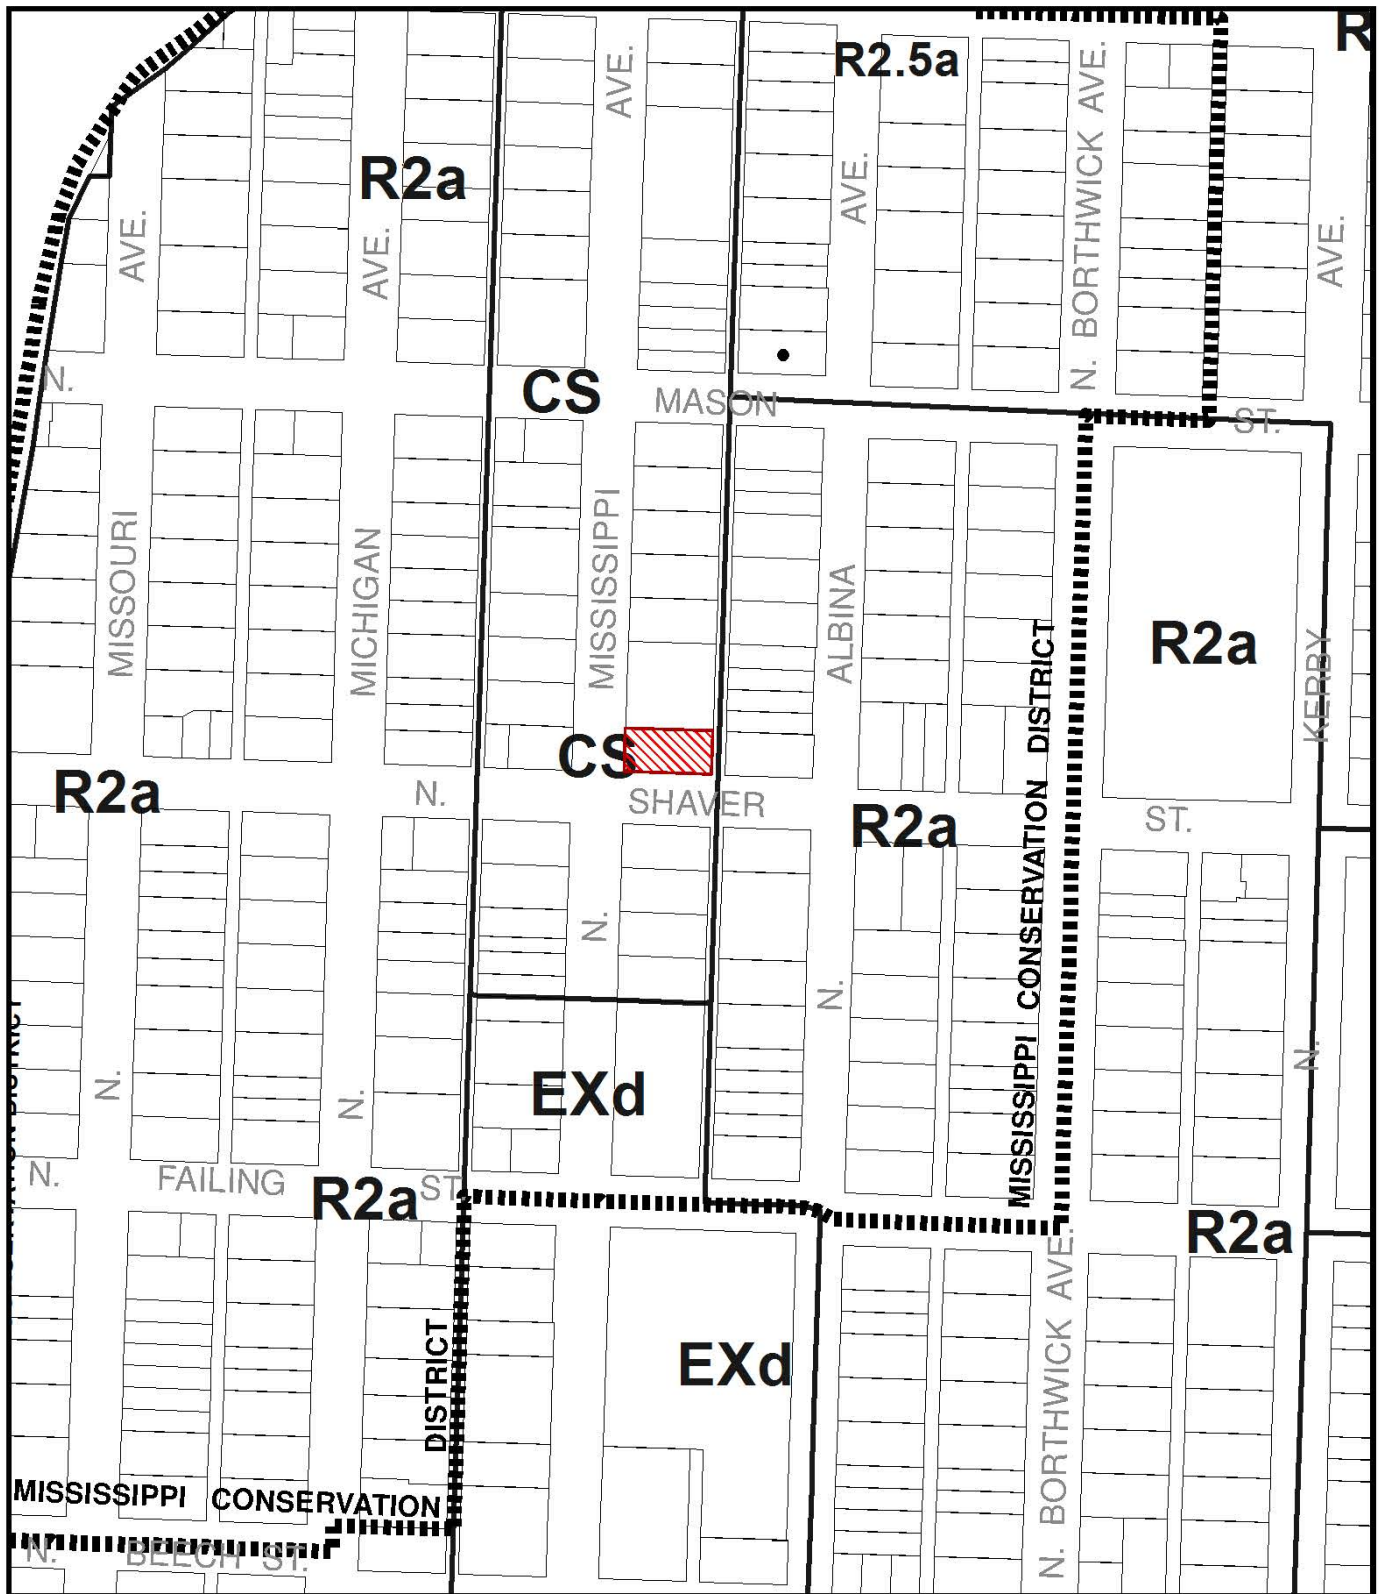 R
R2.5a
AVE.
N. BORTHWICK AVE.
R2a
AVE.
AVE.
AVE.
AVE.
N.
CS
MASON
ST.
MISSOURI
MICHIGAN
MISSISSIPPI
ALBINA
MISSISSIPPI CONSERVATION DISTRICT
R2a
KERBY
CS
R2a
N.
SHAVER
R2a
ST.
N.
N.
N.
N.
N.
EXd
N.
FAILING
ST.
R2a
R2a
N. BORTHWICK AVE.
EXd
DISTRICT
MISSISSIPPI CONSERVATION
N. BEECH ST.